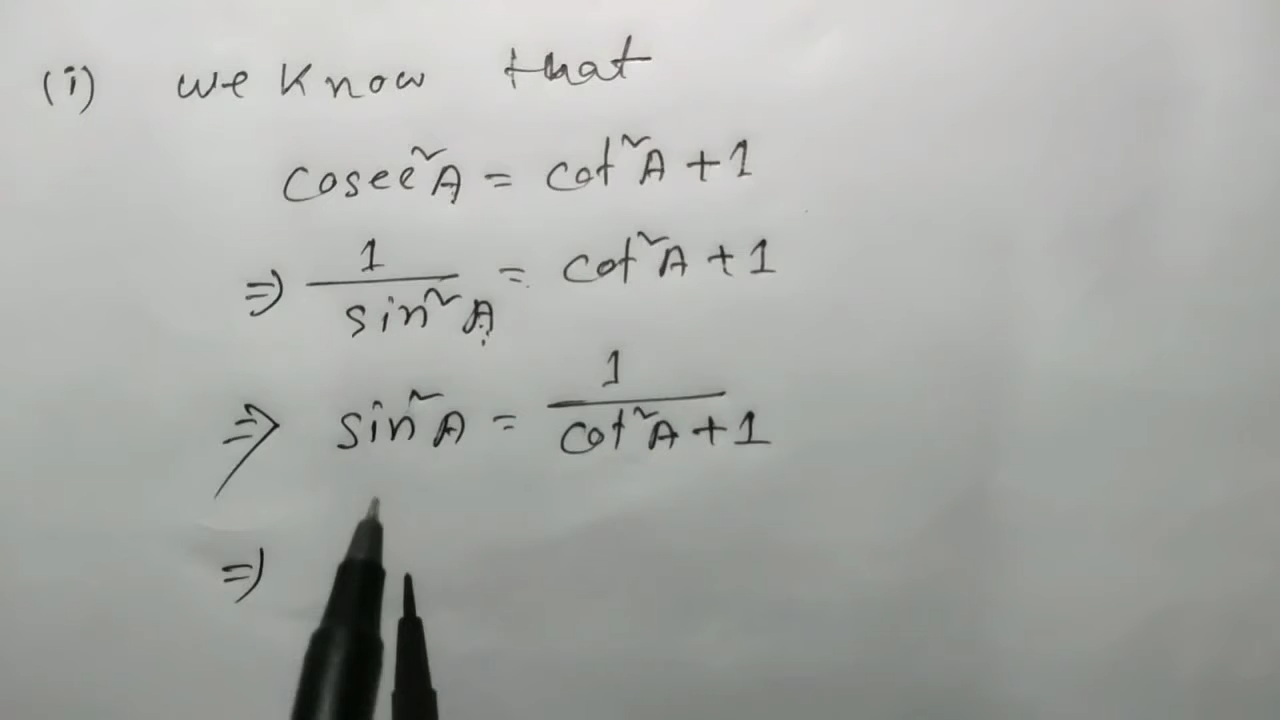 (i) we know that
cosec²A = cot²A + 1
⇒ 1/sin²A = cot²A + 1
⇒ sin²A = 1/(cot²A + 1)
⇒